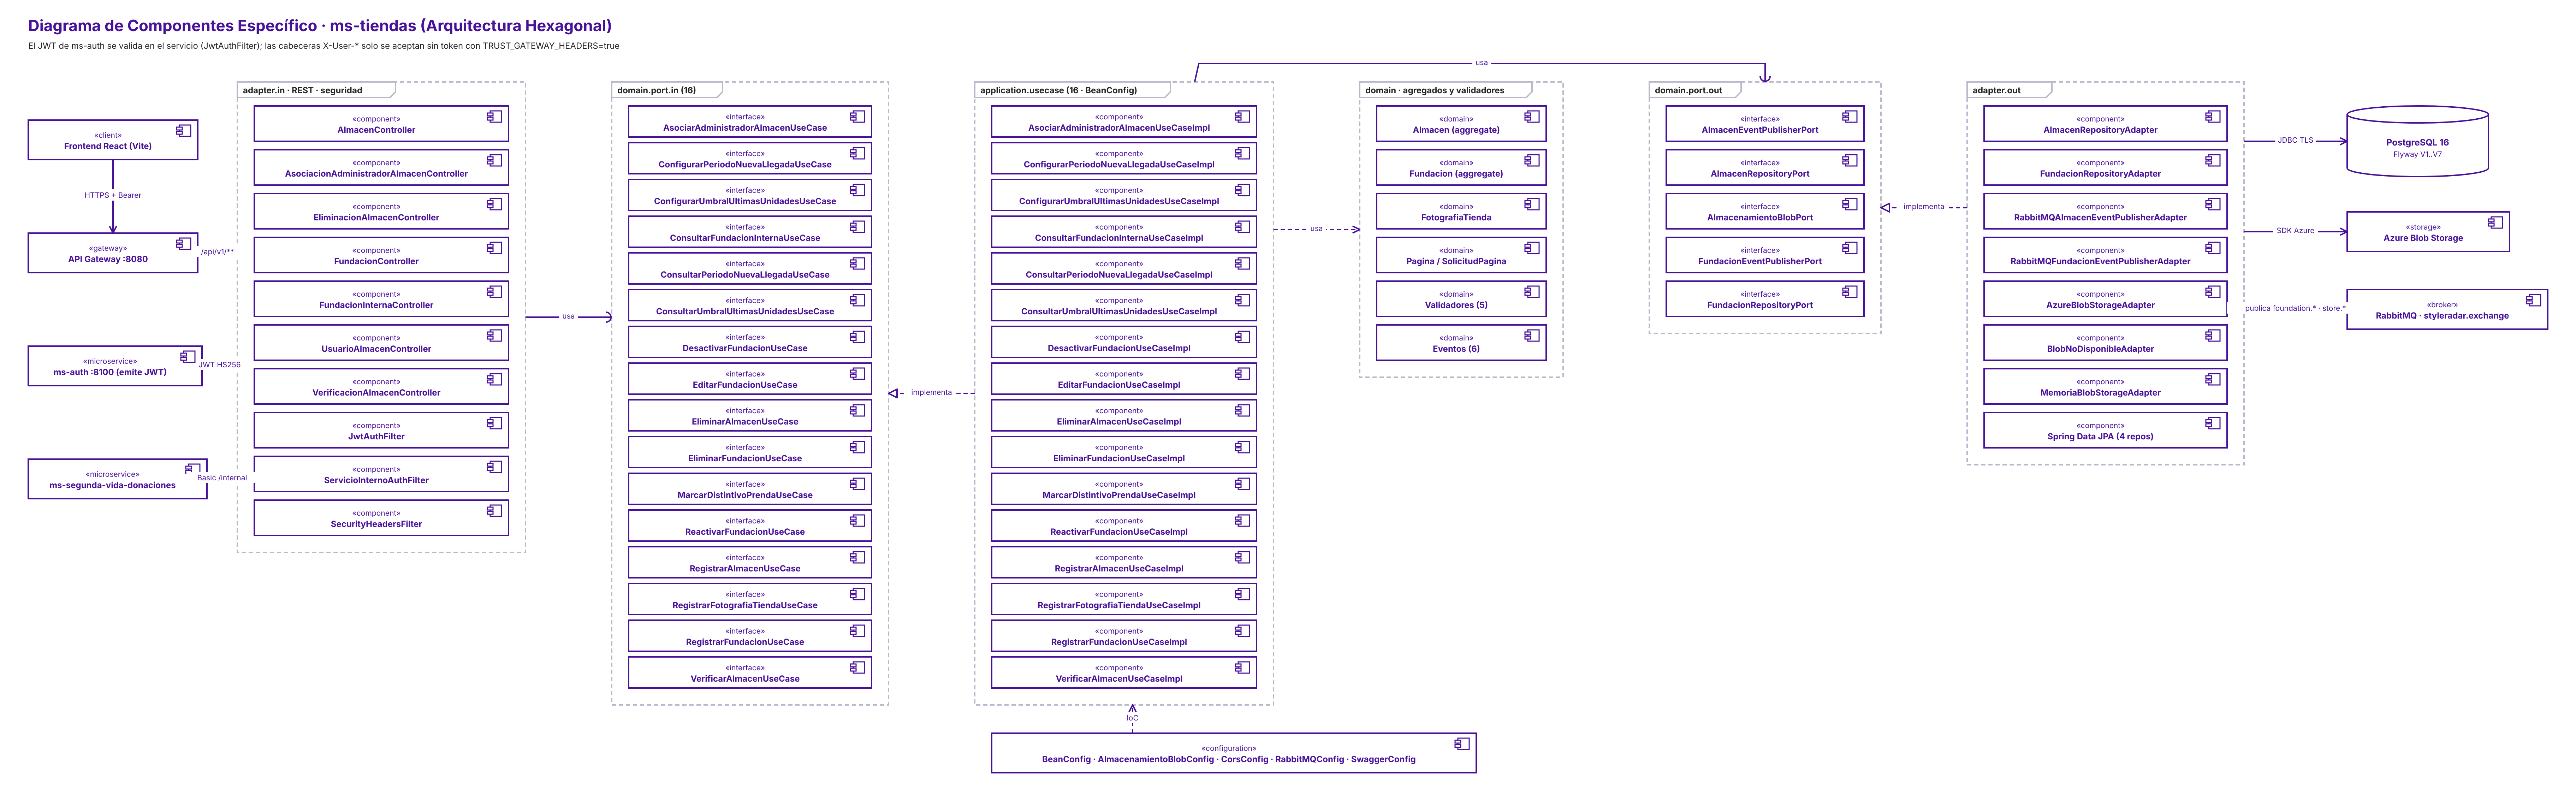 Diagrama de Componentes Específico · ms-tiendas (Arquitectura Hexagonal)
El JWT de ms-auth se valida en el servicio (JwtAuthFilter); las cabeceras X-User-* solo se aceptan sin token con TRUST_GATEWAY_HEADERS=true
«client»
Frontend React (Vite)
HTTPS + Bearer
«gateway»
API Gateway :8080
/api/v1/**
«microservice»
ms-auth :8100 (emite JWT)
JWT HS256
«microservice»
ms-segunda-vida-donaciones
Basic /internal
adapter.in · REST · seguridad
«component»
AlmacenController
«component»
AsociacionAdministradorAlmacenController
«component»
EliminacionAlmacenController
«component»
FundacionController
«component»
FundacionInternaController
«component»
UsuarioAlmacenController
«component»
VerificacionAlmacenController
«component»
JwtAuthFilter
«component»
ServicioInternoAuthFilter
«component»
SecurityHeadersFilter
usa
domain.port.in (16)
«interface»
AsociarAdministradorAlmacenUseCase
«interface»
ConfigurarPeriodoNuevaLlegadaUseCase
«interface»
ConfigurarUmbralUltimasUnidadesUseCase
«interface»
ConsultarFundacionInternaUseCase
«interface»
ConsultarPeriodoNuevaLlegadaUseCase
«interface»
ConsultarUmbralUltimasUnidadesUseCase
«interface»
DesactivarFundacionUseCase
«interface»
EditarFundacionUseCase
«interface»
EliminarAlmacenUseCase
«interface»
EliminarFundacionUseCase
«interface»
MarcarDistintivoPrendaUseCase
«interface»
ReactivarFundacionUseCase
«interface»
RegistrarAlmacenUseCase
«interface»
RegistrarFotografiaTiendaUseCase
«interface»
RegistrarFundacionUseCase
«interface»
VerificarAlmacenUseCase
implementa
application.usecase (16 · BeanConfig)
«component»
AsociarAdministradorAlmacenUseCaseImpl
«component»
ConfigurarPeriodoNuevaLlegadaUseCaseImpl
«component»
ConfigurarUmbralUltimasUnidadesUseCaseImpl
«component»
ConsultarFundacionInternaUseCaseImpl
«component»
ConsultarPeriodoNuevaLlegadaUseCaseImpl
«component»
ConsultarUmbralUltimasUnidadesUseCaseImpl
«component»
DesactivarFundacionUseCaseImpl
«component»
EditarFundacionUseCaseImpl
«component»
EliminarAlmacenUseCaseImpl
«component»
EliminarFundacionUseCaseImpl
«component»
MarcarDistintivoPrendaUseCaseImpl
«component»
ReactivarFundacionUseCaseImpl
«component»
RegistrarAlmacenUseCaseImpl
«component»
RegistrarFotografiaTiendaUseCaseImpl
«component»
RegistrarFundacionUseCaseImpl
«component»
VerificarAlmacenUseCaseImpl
IoC
«configuration»
BeanConfig · AlmacenamientoBlobConfig · CorsConfig · RabbitMQConfig · SwaggerConfig
usa
usa
domain · agregados y validadores
«domain»
Almacen (aggregate)
«domain»
Fundacion (aggregate)
«domain»
FotografiaTienda
«domain»
Pagina / SolicitudPagina
«domain»
Validadores (5)
«domain»
Eventos (6)
domain.port.out
«interface»
AlmacenEventPublisherPort
«interface»
AlmacenRepositoryPort
«interface»
AlmacenamientoBlobPort
«interface»
FundacionEventPublisherPort
«interface»
FundacionRepositoryPort
implementa
adapter.out
«component»
AlmacenRepositoryAdapter
«component»
FundacionRepositoryAdapter
«component»
RabbitMQAlmacenEventPublisherAdapter
«component»
RabbitMQFundacionEventPublisherAdapter
«component»
AzureBlobStorageAdapter
«component»
BlobNoDisponibleAdapter
«component»
MemoriaBlobStorageAdapter
«component»
Spring Data JPA (4 repos)
JDBC TLS
PostgreSQL 16
Flyway V1..V7
SDK Azure
«storage»
Azure Blob Storage
publica foundation.* · store.*
«broker»
RabbitMQ · styleradar.exchange